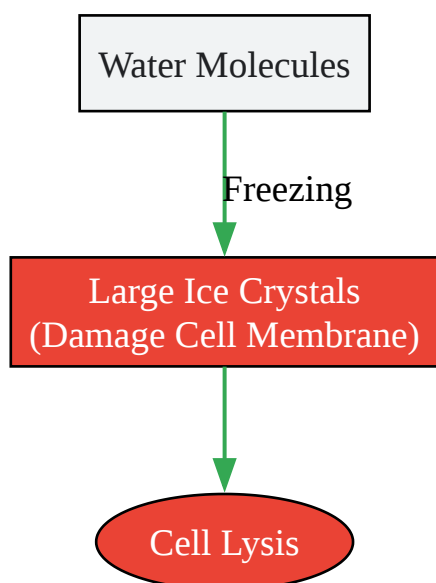 Water Molecules
Freezing
Large Ice Crystals
(Damage Cell Membrane)
Cell Lysis